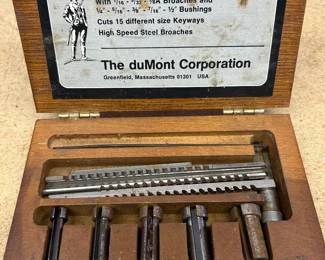 With 1/16 - 3/32 - 1/8A Broaches and
1/4 - 5/16 - 3/8 - 7/16 - 1/2 Bushings
Cuts 15 different size Keyways
High Speed Steel Broaches
The duMont Corporation
Greenfield, Massachusetts 01301 USA